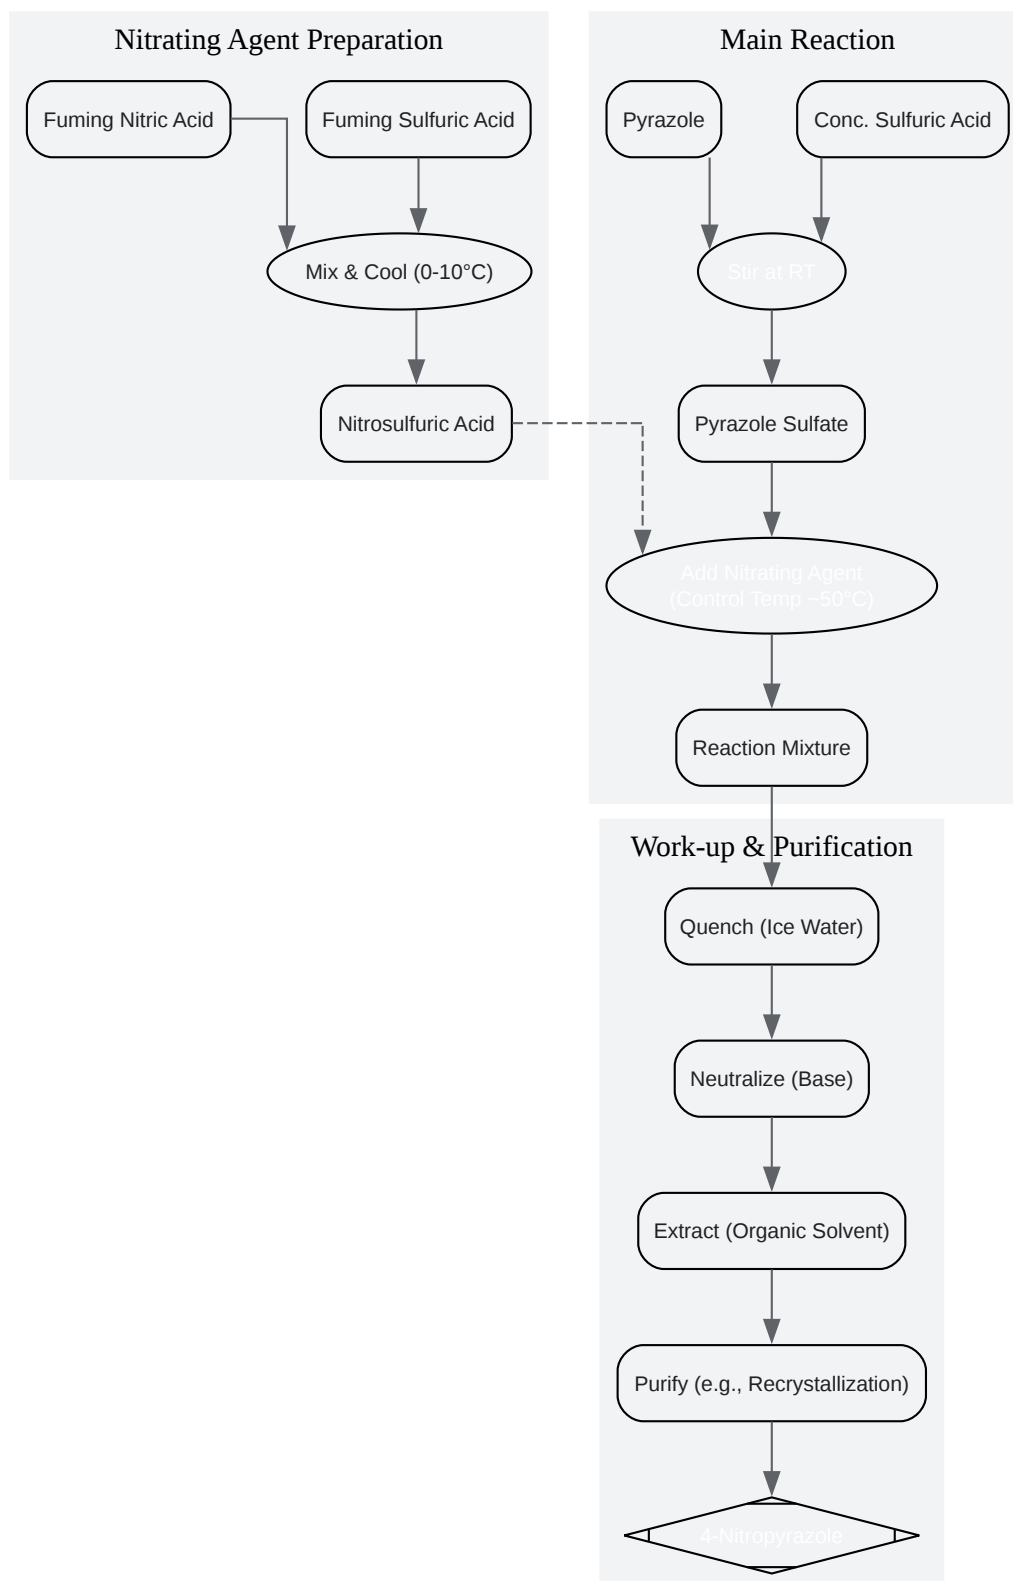 Nitrating Agent Preparation
Fuming Nitric Acid
Fuming Sulfuric Acid
Mix & Cool (0-10°C)
Nitrosulfuric Acid
Main Reaction
Pyrazole
Conc. Sulfuric Acid
Stir at RT
Pyrazole Sulfate
Add Nitrating Agent
(Control Temp ~50°C)
Reaction Mixture
Work-up & Purification
Quench (Ice Water)
Neutralize (Base)
Extract (Organic Solvent)
Purify (e.g., Recrystallization)
4-Nitropyrazole